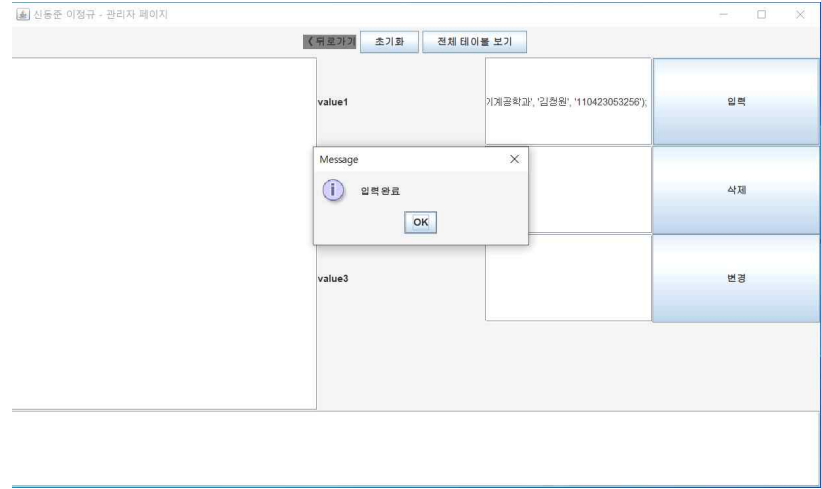 신동준 이정규 - 관리자 페이지
《 뒤로가기 초기화 전체 테이블 보기
value1 기계공학과', '김청원', '110423053256'); 입력
Message
입력완료
OK
삭제
value3 변경